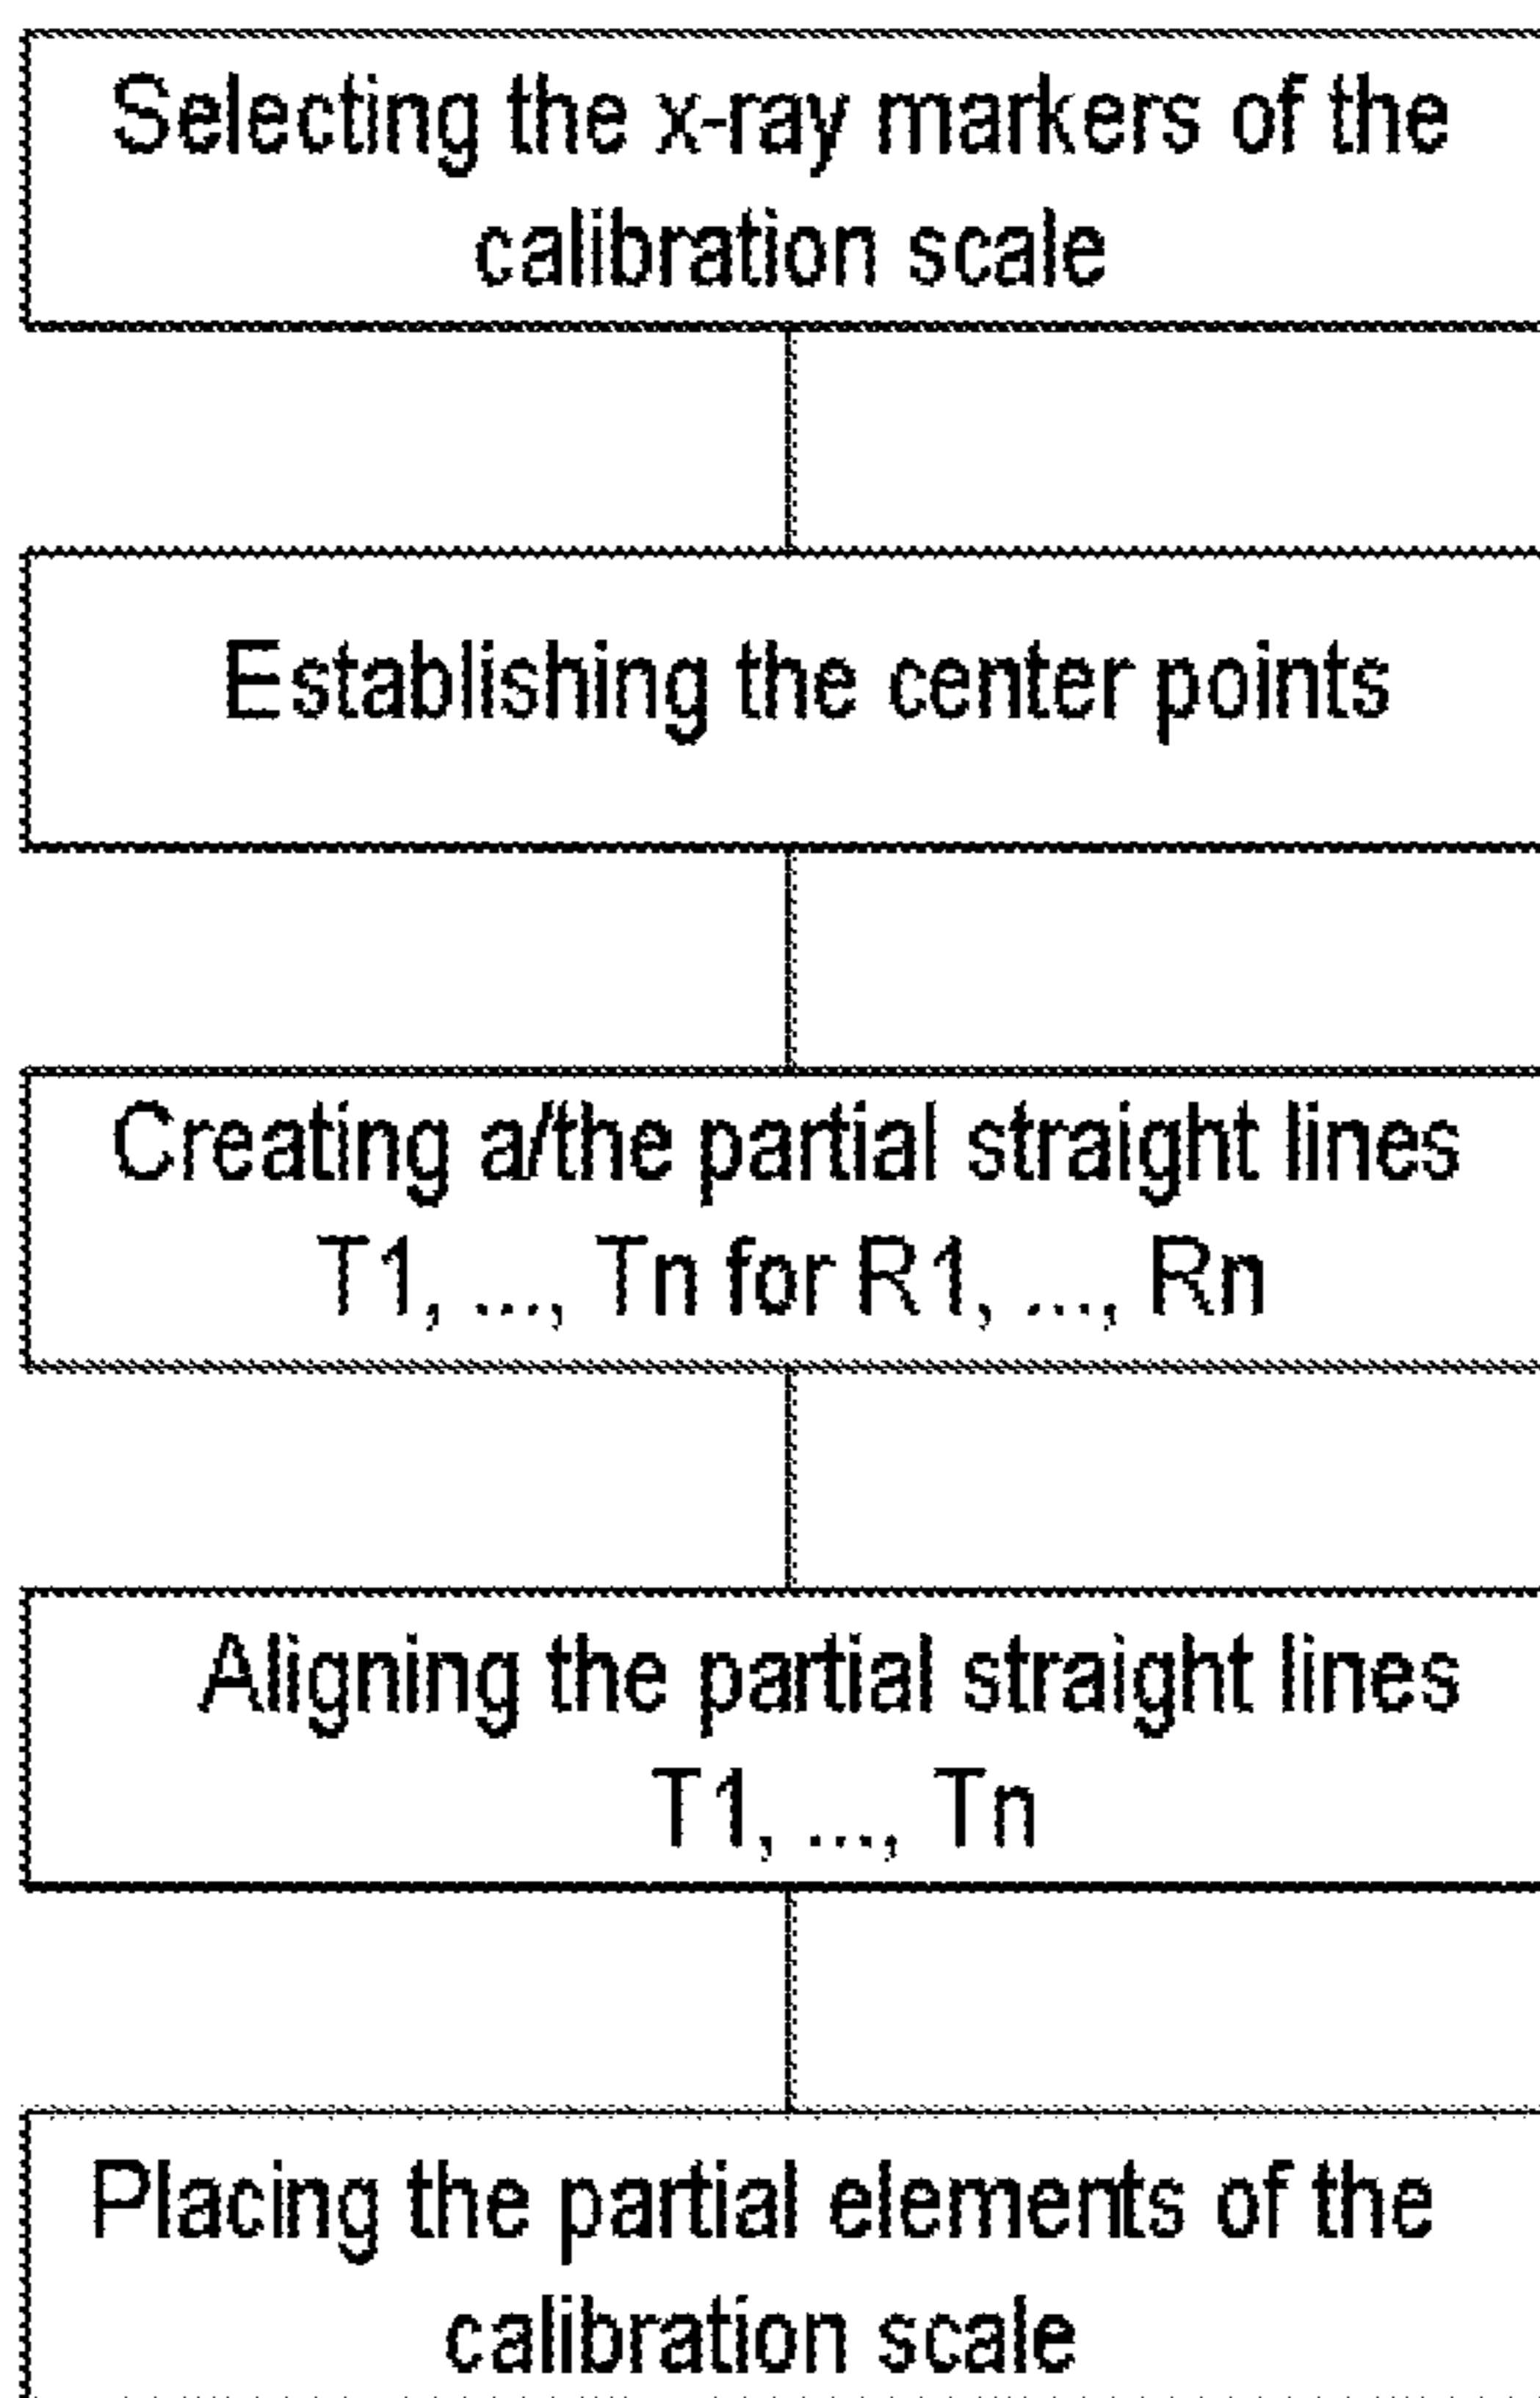 Selecting the x-ray markers of the
calibration scale
Establishing the center points
Creating a/the partial straight lines
T1, ..., Tn for R1, ..., Rn
Aligning the partial straight lines
T1, ..., Tn
Placing the partial elements of the
calibration scale